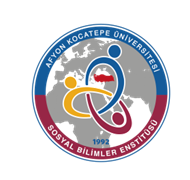 AFYON KOCATEPE ÜNİVERSİTESİ
1992
SOSYAL BİLİMLER ENSTİTÜSÜ